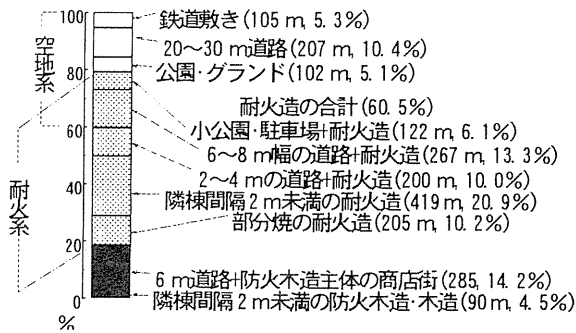 100
80
60
40
20
0
%
空地系
耐火系
鉄道敷き(105 m, 5.3%)
20～30 m道路(207 m, 10.4%)
公園・グランド(102 m, 5.1%)
耐火造の合計(60.5%)
小公園・駐車場+耐火造(122 m, 6.1%)
6～8 m幅の道路+耐火造(267 m, 13.3%)
2～4 mの道路+耐火造(200 m, 10.0%)
隣棟間隔2 m未満の耐火造(419 m, 20.9%)
部分焼の耐火造(205 m, 10.2%)
6 m道路+防火木造主体の商店街(285, 14.2%)
隣棟間隔2 m未満の防火木造・木造(90 m, 4.5%)